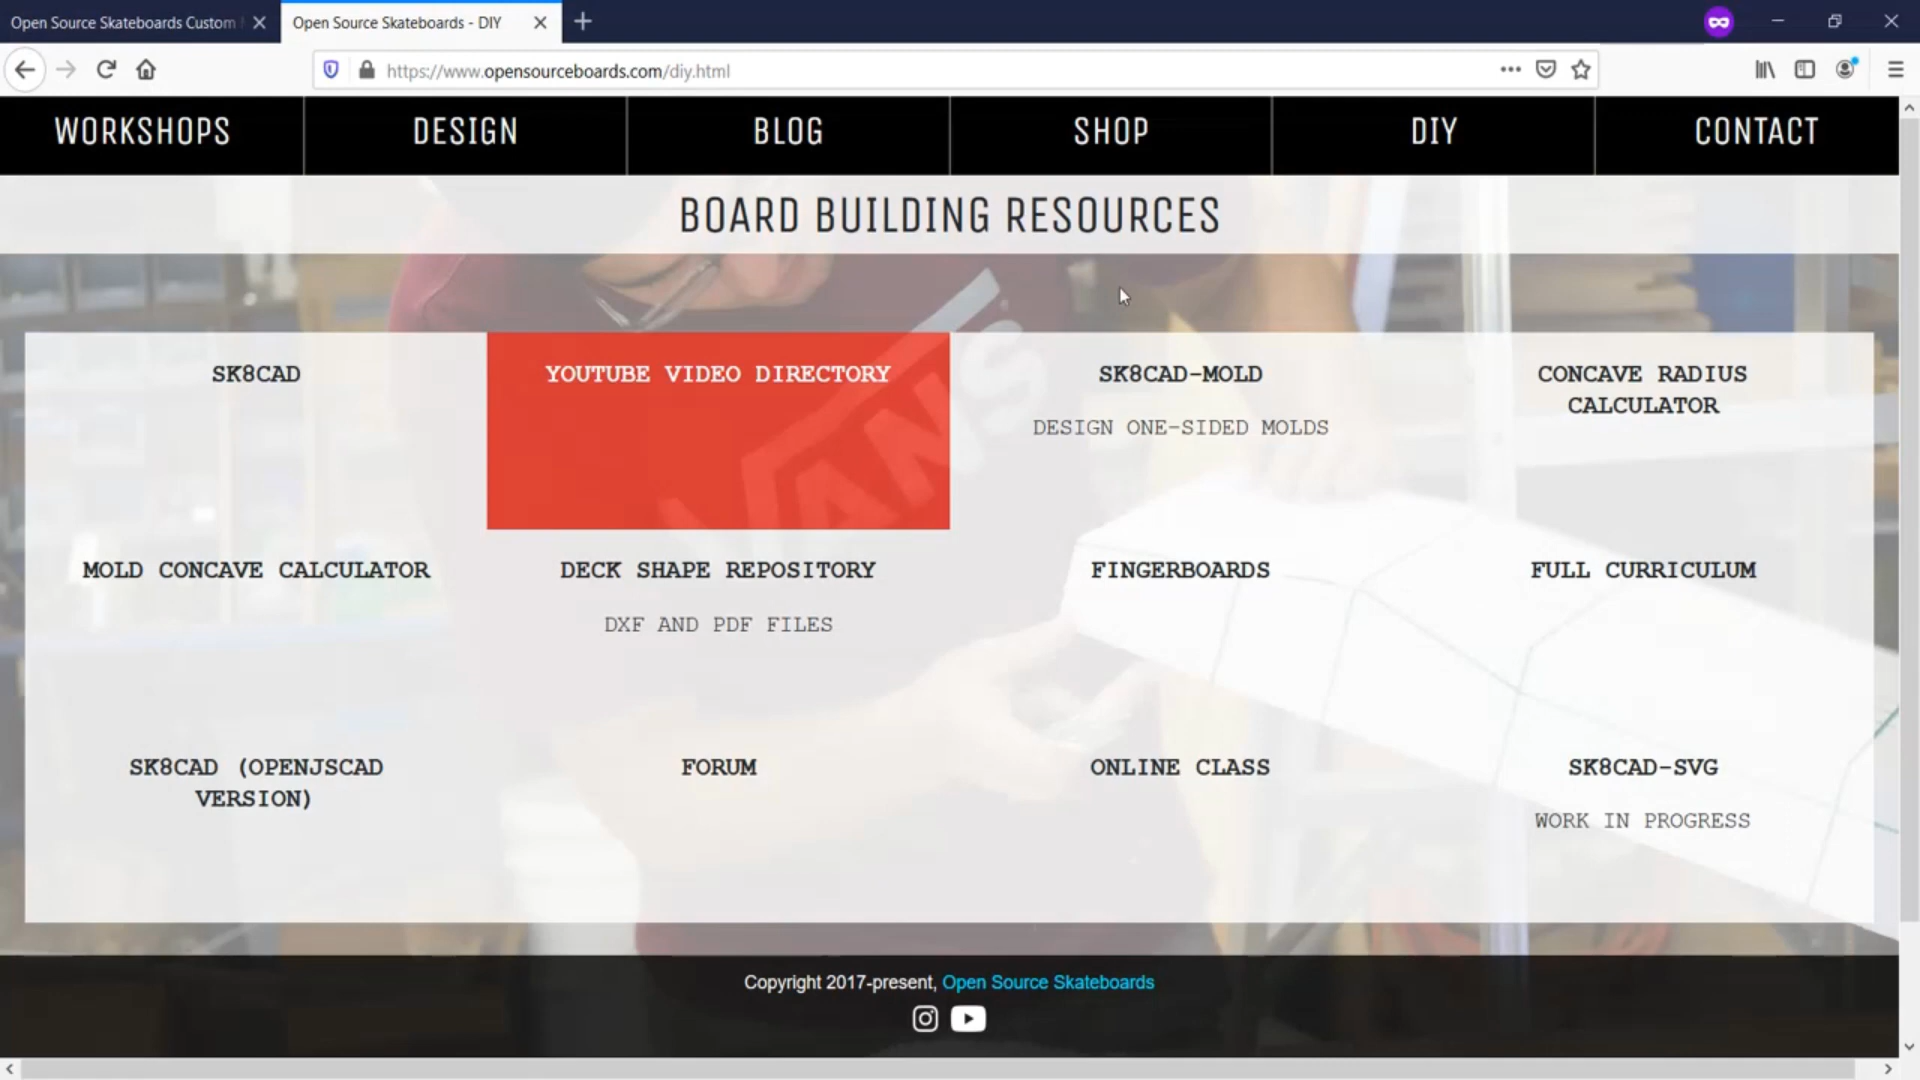 Open Source Skateboards Custom
Open Source Skateboards - DIY
https://www.opensourceboards.com/diy.html
WORKSHOPS
DESIGN
BLOG
SHOP
DIY
CONTACT
BOARD BUILDING RESOURCES
SK8CAD
YOUTUBE VIDEO DIRECTORY
SK8CAD-MOLD
DESIGN ONE-SIDED MOLDS
CONCAVE RADIUS
CALCULATOR
VANS
MOLD CONCAVE CALCULATOR
DECK SHAPE REPOSITORY
DXF AND PDF FILES
FINGERBOARDS
FULL CURRICULUM
SK8CAD (OPENJSCAD
VERSION)
FORUM
ONLINE CLASS
SK8CAD-SVG
WORK IN PROGRESS
Copyright 2017-present, Open Source Skateboards